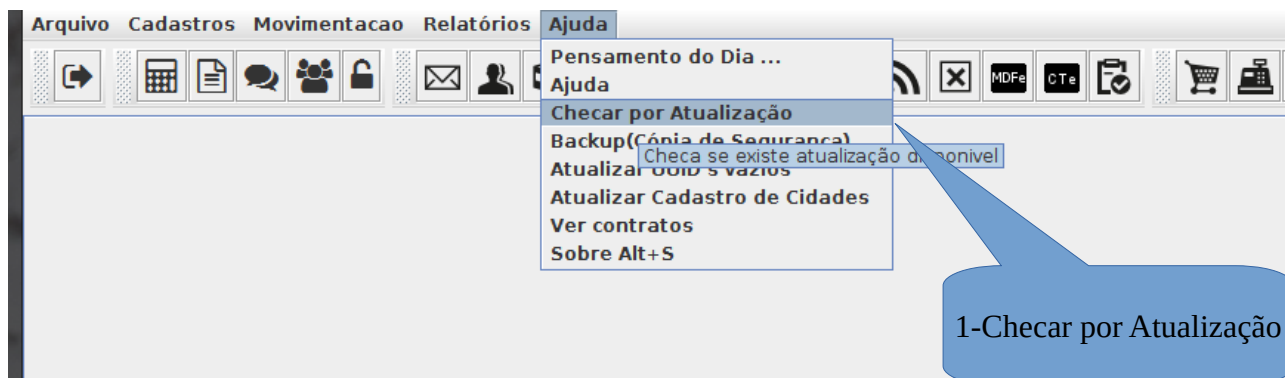 Arquivo Cadastros Movimentacao Relatórios Ajuda
MDFe CTe
Pensamento do Dia ...
Ajuda
Checar por Atualização
Backup(Cópia de Segurança)
Checa se existe atualização disponivel
Atualizar UUID's Vazios
Atualizar Cadastro de Cidades
Ver contratos
Sobre Alt+S
1-Checar por Atualização